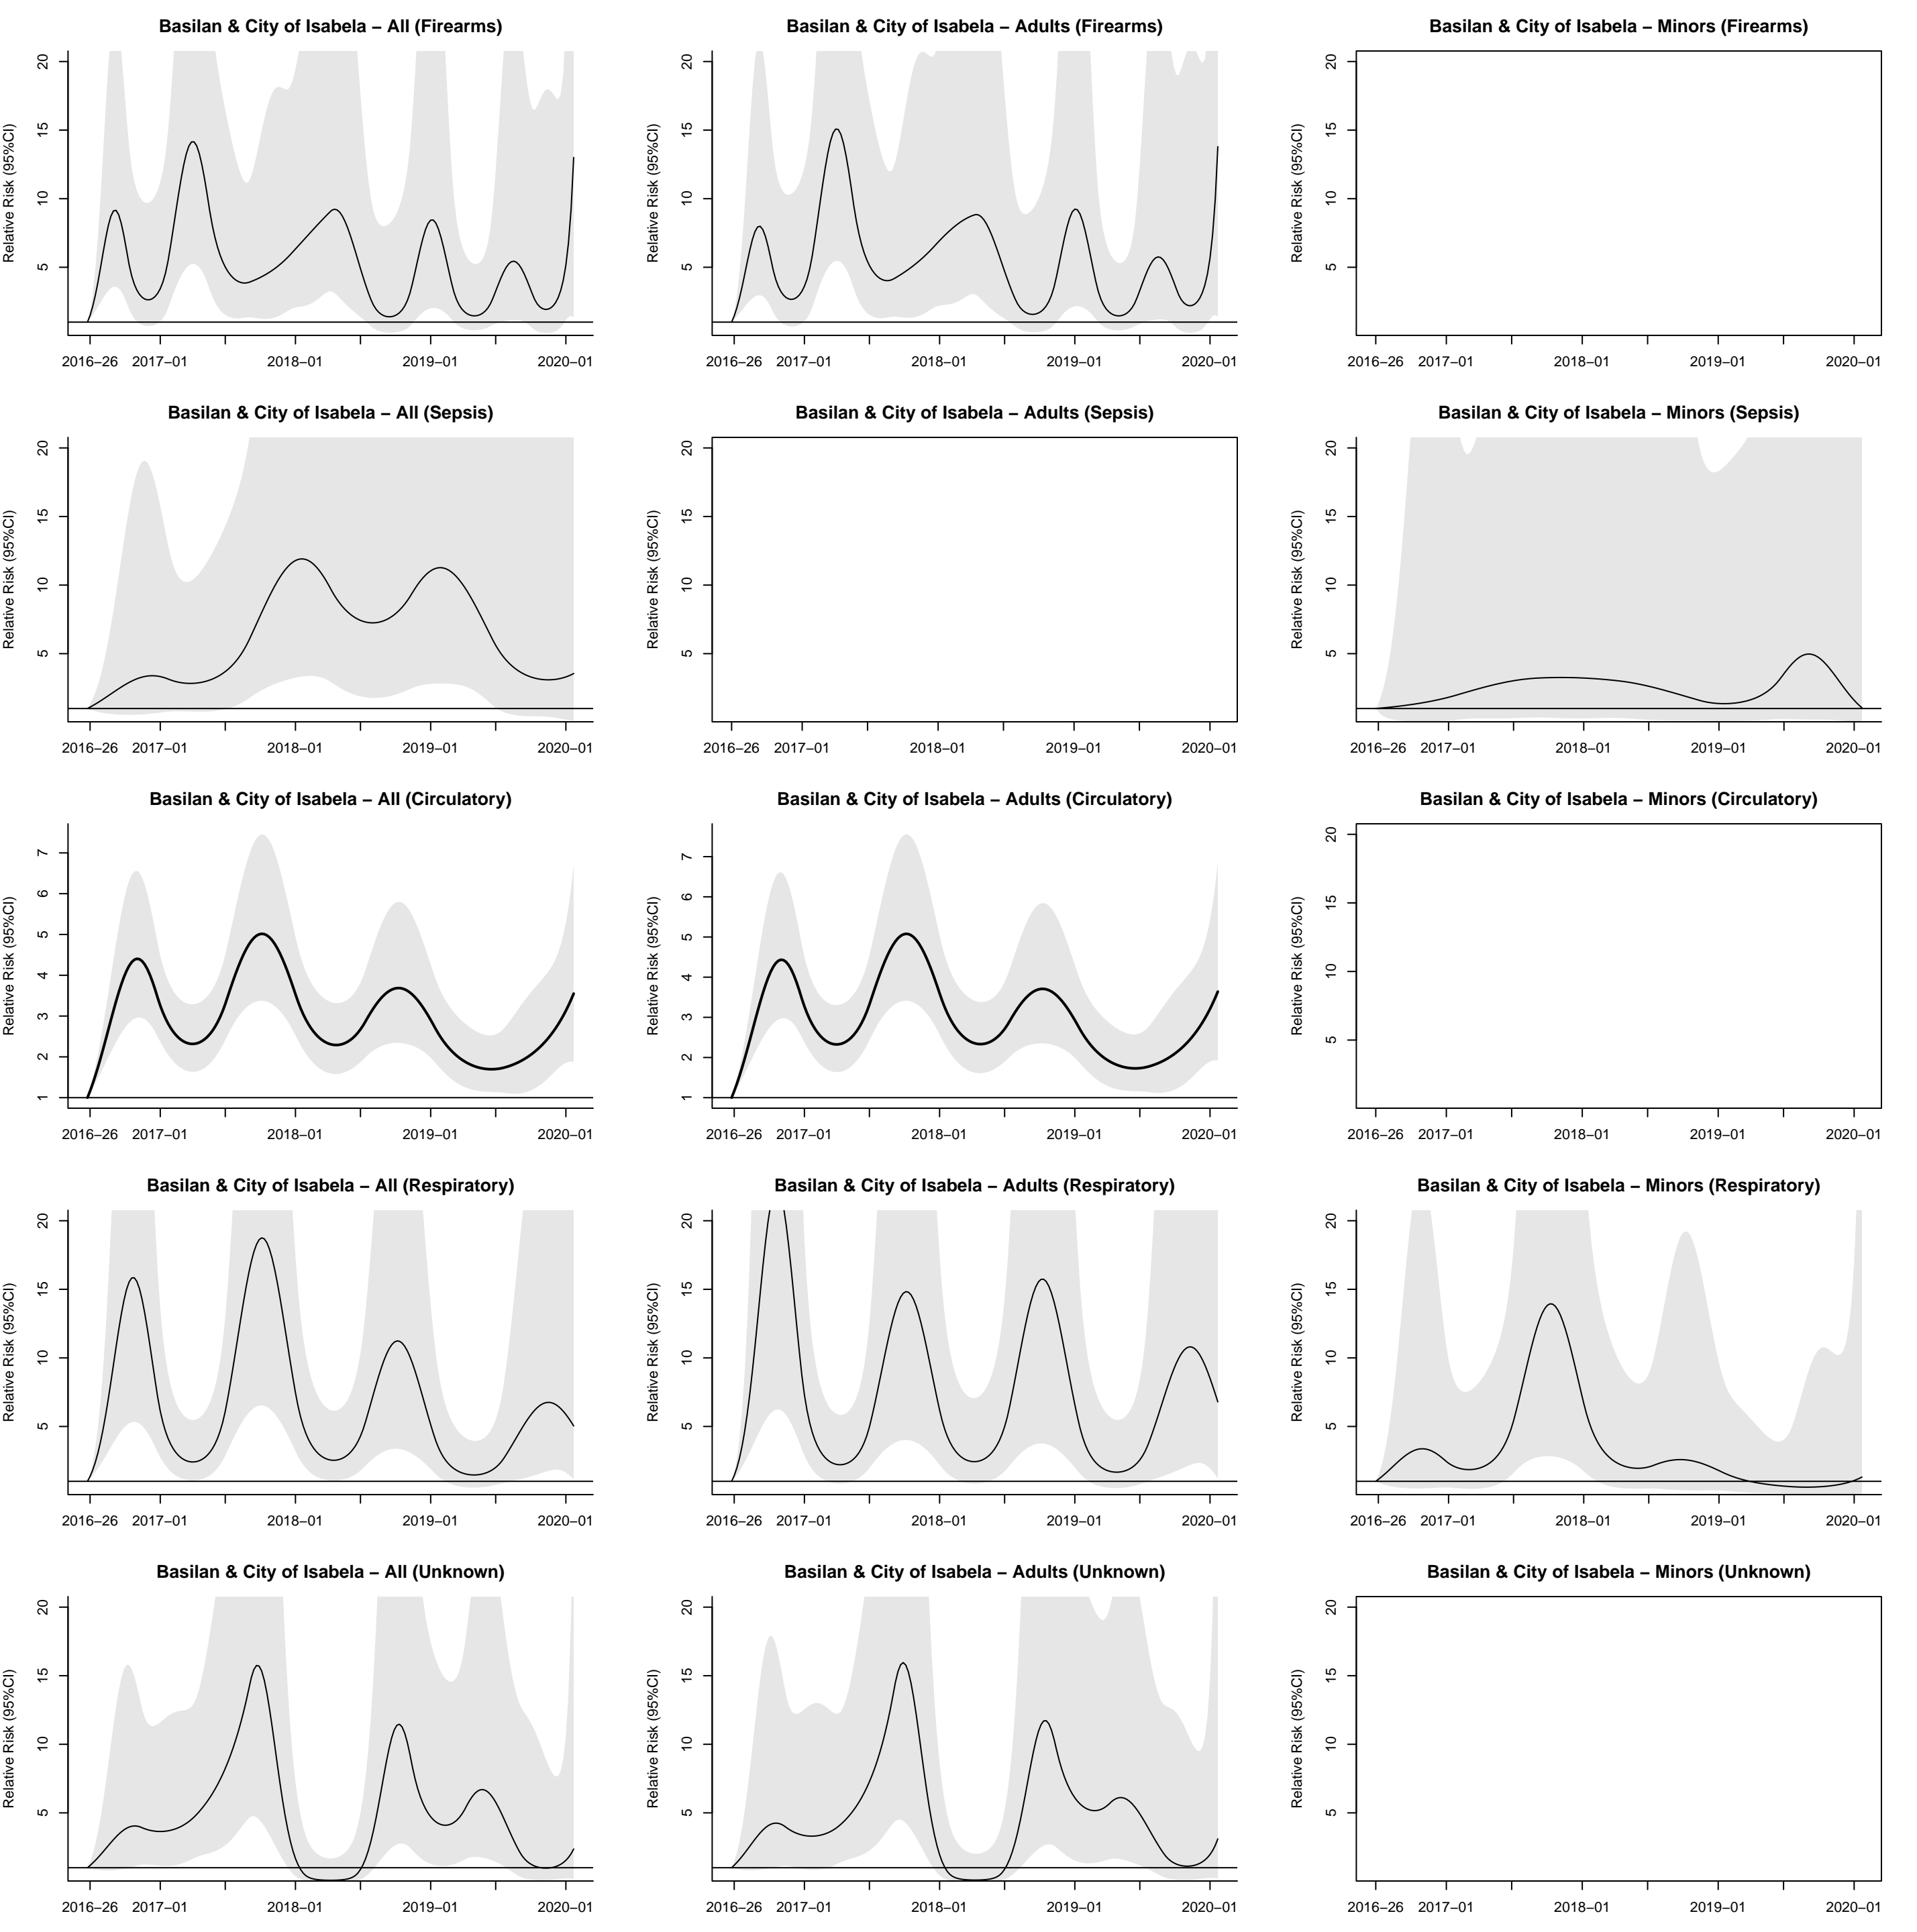 Basilan & City of Isabela – All (Firearms)
Relative Risk (95%CI)
20
15
10
5
2016–26 2017–01 2018–01 2019–01 2020–01
Basilan & City of Isabela – Adults (Firearms)
Relative Risk (95%CI)
20
15
10
5
2016–26 2017–01 2018–01 2019–01 2020–01
Basilan & City of Isabela – Minors (Firearms)
Relative Risk (95%CI)
20
15
10
5
2016–26 2017–01 2018–01 2019–01 2020–01
Basilan & City of Isabela – All (Sepsis)
Relative Risk (95%CI)
20
15
10
5
2016–26 2017–01 2018–01 2019–01 2020–01
Basilan & City of Isabela – Adults (Sepsis)
Relative Risk (95%CI)
20
15
10
5
2016–26 2017–01 2018–01 2019–01 2020–01
Basilan & City of Isabela – Minors (Sepsis)
Relative Risk (95%CI)
20
15
10
5
2016–26 2017–01 2018–01 2019–01 2020–01
Basilan & City of Isabela – All (Circulatory)
Relative Risk (95%CI)
7
6
5
4
3
2
1
2016–26 2017–01 2018–01 2019–01 2020–01
Basilan & City of Isabela – Adults (Circulatory)
Relative Risk (95%CI)
7
6
5
4
3
2
1
2016–26 2017–01 2018–01 2019–01 2020–01
Basilan & City of Isabela – Minors (Circulatory)
Relative Risk (95%CI)
20
15
10
5
2016–26 2017–01 2018–01 2019–01 2020–01
Basilan & City of Isabela – All (Respiratory)
Relative Risk (95%CI)
20
15
10
5
2016–26 2017–01 2018–01 2019–01 2020–01
Basilan & City of Isabela – Adults (Respiratory)
Relative Risk (95%CI)
20
15
10
5
2016–26 2017–01 2018–01 2019–01 2020–01
Basilan & City of Isabela – Minors (Respiratory)
Relative Risk (95%CI)
20
15
10
5
2016–26 2017–01 2018–01 2019–01 2020–01
Basilan & City of Isabela – All (Unknown)
Relative Risk (95%CI)
20
15
10
5
2016–26 2017–01 2018–01 2019–01 2020–01
Basilan & City of Isabela – Adults (Unknown)
Relative Risk (95%CI)
20
15
10
5
2016–26 2017–01 2018–01 2019–01 2020–01
Basilan & City of Isabela – Minors (Unknown)
Relative Risk (95%CI)
20
15
10
5
2016–26 2017–01 2018–01 2019–01 2020–01